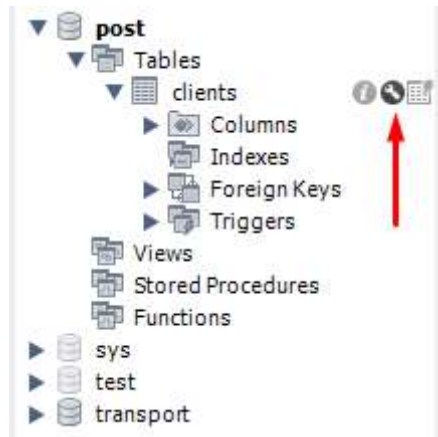 post
Tables
clients
Columns
Indexes
Foreign Keys
Triggers
Views
Stored Procedures
Functions
sys
test
transport